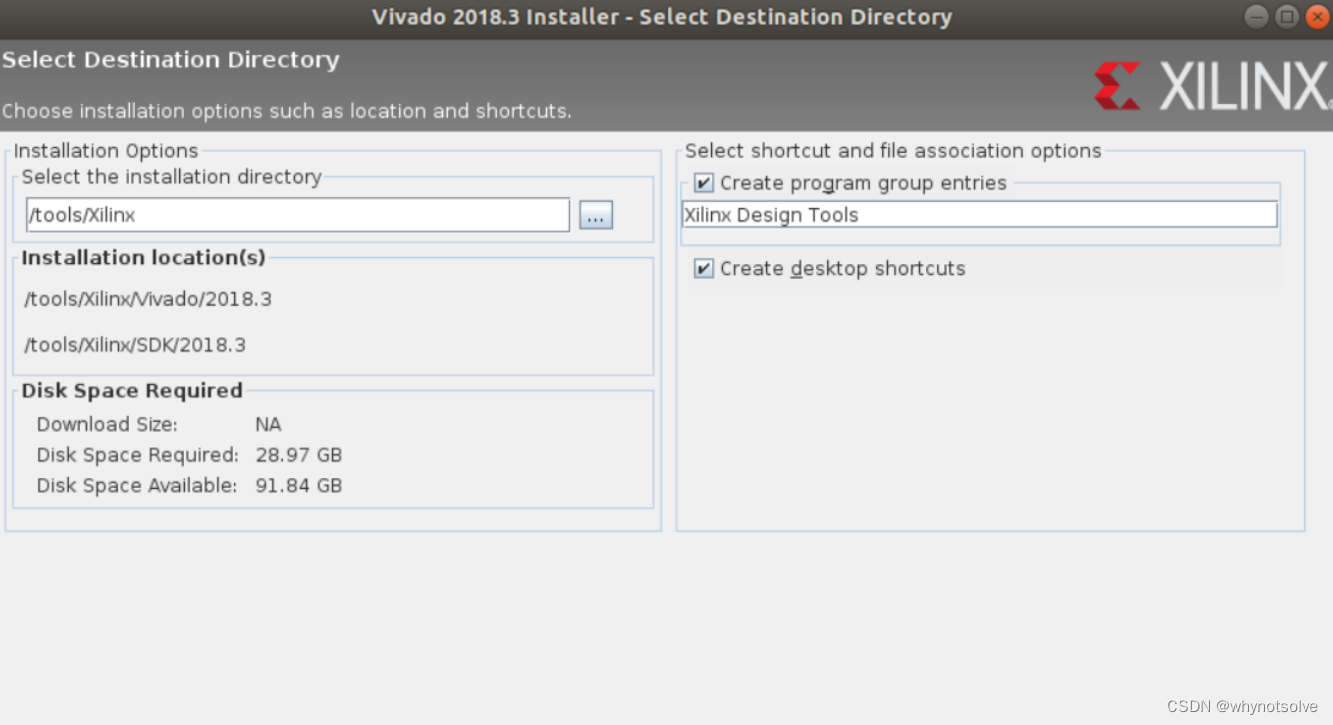 Vivado 2018.3 Installer - Select Destination Directory
Select Destination Directory
XILINX
Choose installation options such as location and shortcuts.
Installation Options
Select the installation directory
/tools/Xilinx
...
Installation location(s)
/tools/Xilinx/Vivado/2018.3
/tools/Xilinx/SDK/2018.3
Disk Space Required
Download Size: NA
Disk Space Required: 28.97 GB
Disk Space Available: 91.84 GB
Select shortcut and file association options
Create program group entries
Xilinx Design Tools
Create desktop shortcuts
CSDN @whynotsolve